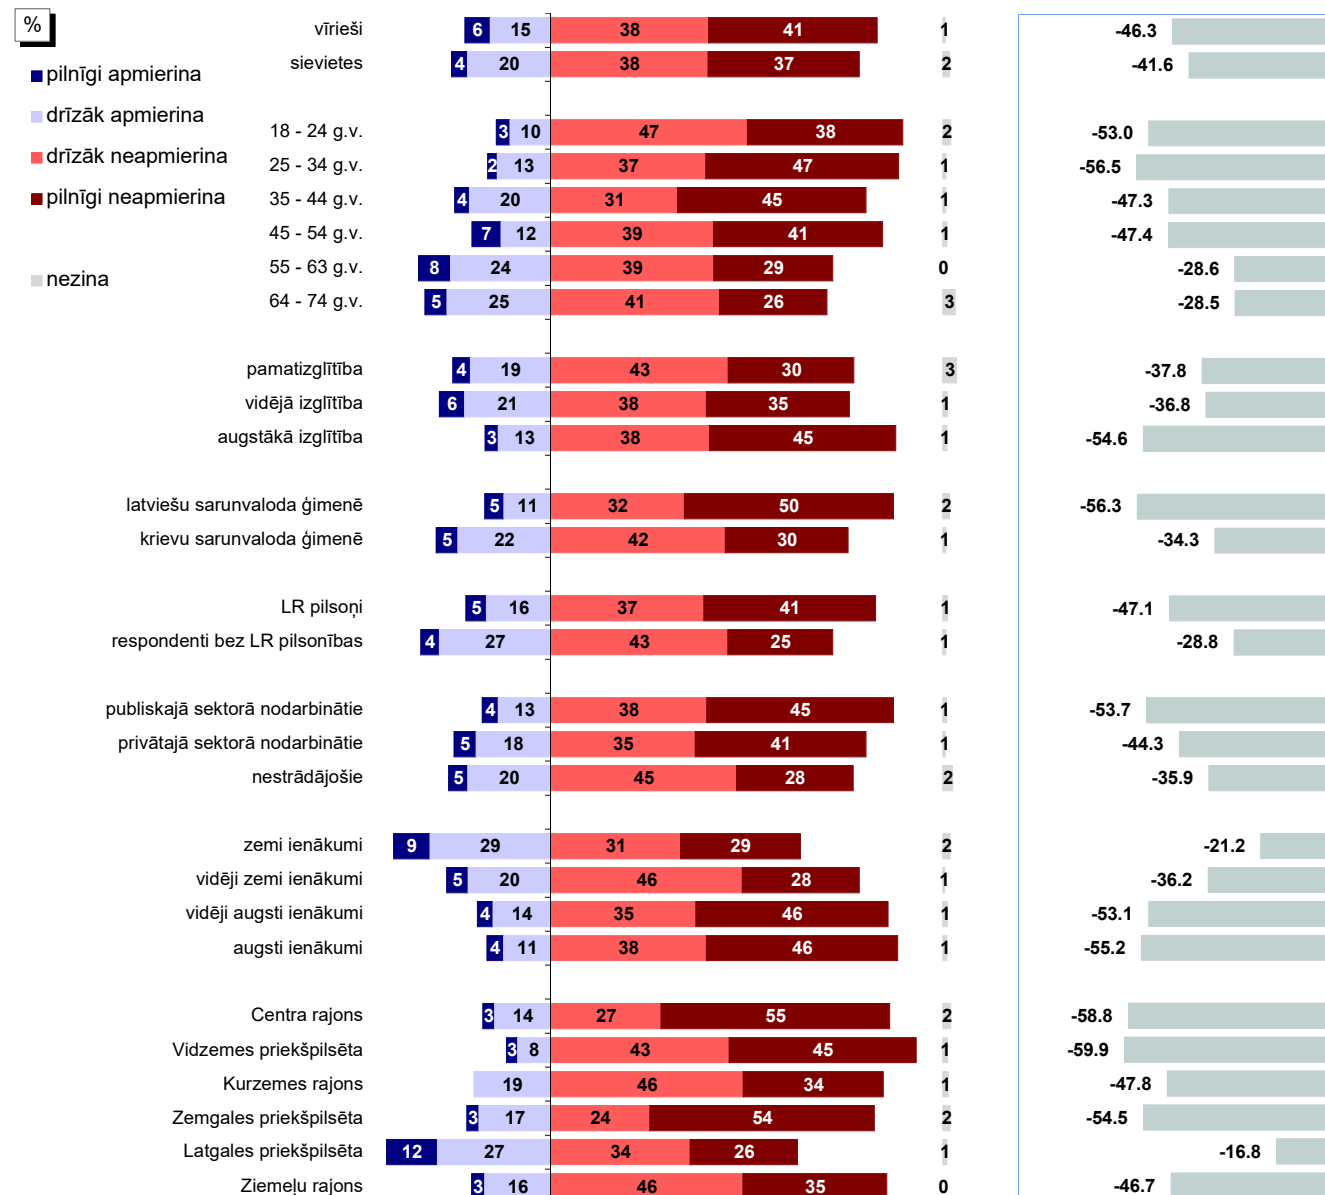 %
pilnīgi apmierina
drīzāk apmierina
drīzāk neapmierina
pilnīgi neapmierina
nezina
vīrieši 6 15 38 41 1 -46.3
sievietes 4 20 38 37 2 -41.6
18 - 24 g.v. 3 10 47 38 2 -53.0
25 - 34 g.v. 2 13 37 47 1 -56.5
35 - 44 g.v. 4 20 31 45 1 -47.3
45 - 54 g.v. 7 12 39 41 1 -47.4
55 - 63 g.v. 8 24 39 29 0 -28.6
64 - 74 g.v. 5 25 41 26 3 -28.5
pamatizglītība 4 19 43 30 3 -37.8
vidējā izglītība 6 21 38 35 1 -36.8
augstākā izglītība 3 13 38 45 1 -54.6
latviešu sarunvaloda ģimenē 5 11 32 50 2 -56.3
krievu sarunvaloda ģimenē 5 22 42 30 1 -34.3
LR pilsoņi 5 16 37 41 1 -47.1
respondenti bez LR pilsonības 4 27 43 25 1 -28.8
publiskajā sektorā nodarbinātie 4 13 38 45 1 -53.7
privātajā sektorā nodarbinātie 5 18 35 41 1 -44.3
nestrādājošie 5 20 45 28 2 -35.9
zemi ienākumi 9 29 31 29 2 -21.2
vidēji zemi ienākumi 5 20 46 28 1 -36.2
vidēji augsti ienākumi 4 14 35 46 1 -53.1
augsti ienākumi 4 11 38 46 1 -55.2
Centra rajons 3 14 27 55 2 -58.8
Vidzemes priekšpilsēta 3 8 43 45 1 -59.9
Kurzemes rajons 19 46 34 1 -47.8
Zemgales priekšpilsēta 3 17 24 54 2 -54.5
Latgales priekšpilsēta 12 27 34 26 1 -16.8
Ziemeļu rajons 3 16 46 35 0 -46.7